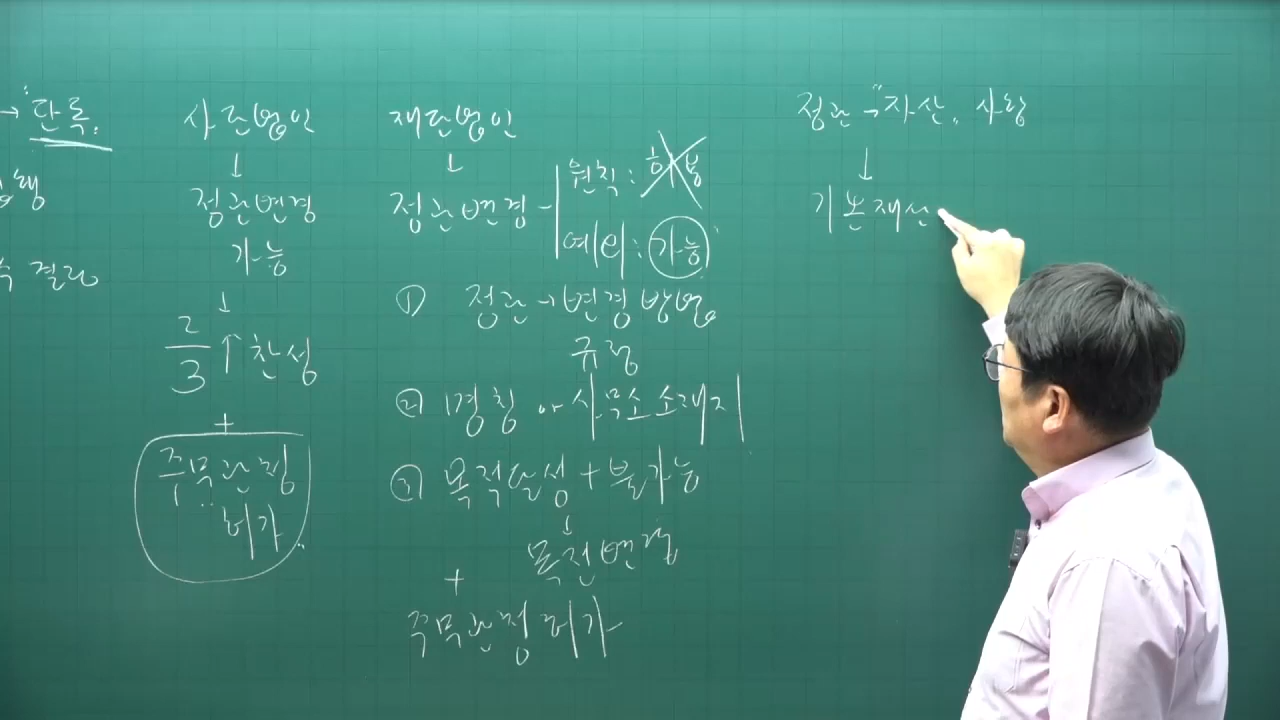 → "단록.
사단법인
↓
정관변경
가능
↓
2/3 ↑ 찬성
+
주무관청
허가
재단법인
↓
정관변경
원칙 :
예외 : 가능
① 정관 → 변경방법
규정
② 명칭 or 사무소 소재지
③ 목적달성 + 불가능
↓
목적변경
+
주무관청 허가
정관 → 자산, 사항
↓
기본재산